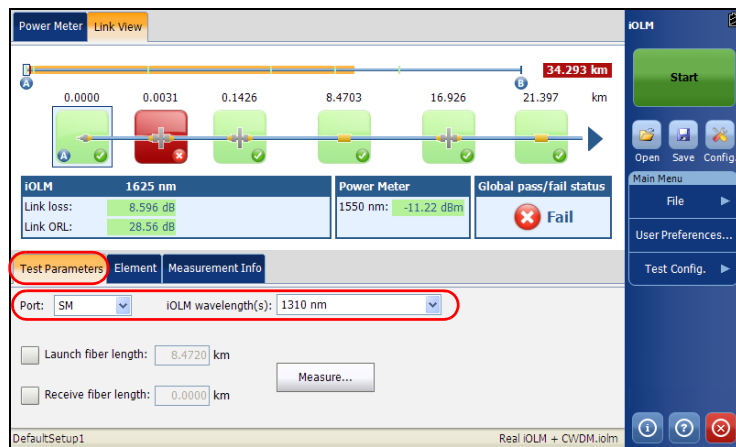 Power Meter Link View
34.293 km
A B
0.0000 0.0031 0.1426 8.4703 16.926 21.397 km
A
iOLM 1625 nm
Link loss: 8.596 dB
Link ORL: 28.56 dB
Power Meter
1550 nm: -11.22 dBm
Global pass/fail status
Fail
Test Parameters Element Measurement Info
Port: SM iOLM wavelength(s): 1310 nm
Launch fiber length: 8.4720 km
Measure...
Receive fiber length: 0.0000 km
DefaultSetup1 Real iOLM + CWDM.iolm
iOLM
Start
Open Save Config.
Main Menu
File
User Preferences...
Test Config.